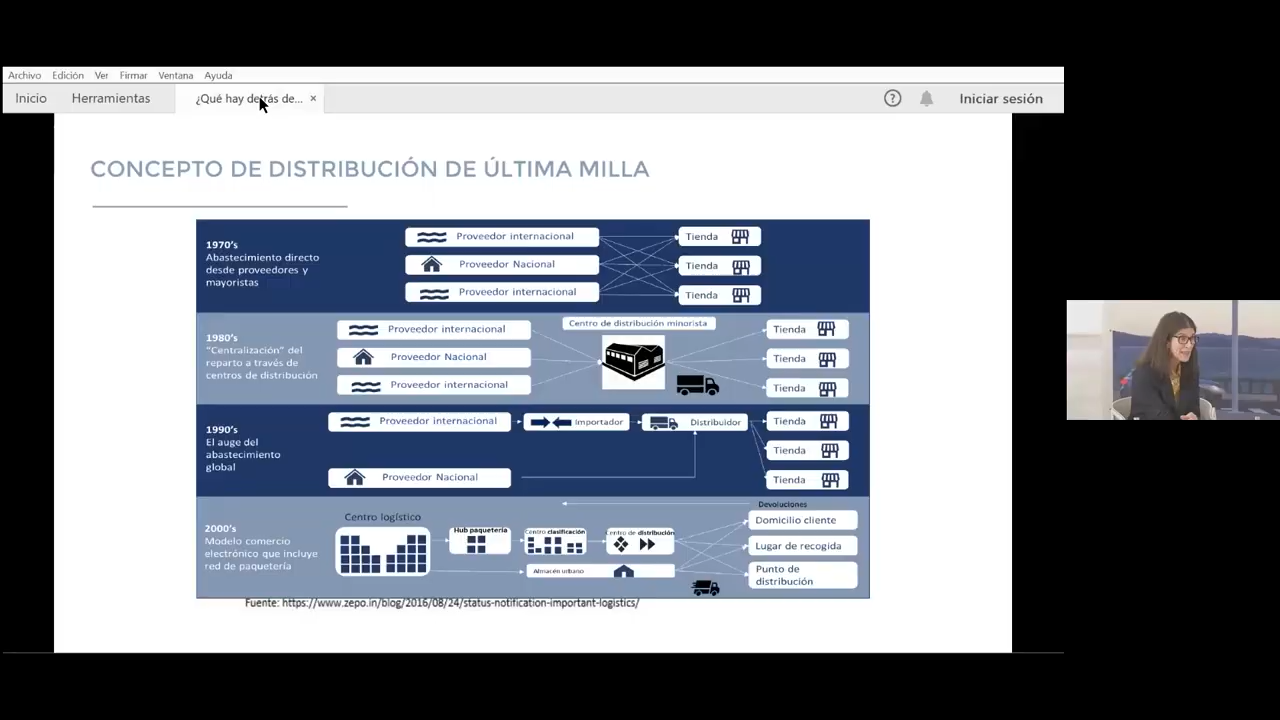 Archivo Edición Ver Firmar Ventana Ayuda
Inicio Herramientas ¿Qué hay detrás de... × ? Iniciar sesión
CONCEPTO DE DISTRIBUCIÓN DE ÚLTIMA MILLA
1970's
Abastecimiento directo
desde proveedores y
mayoristas
Proveedor internacional
Proveedor Nacional
Proveedor internacional
Tienda
Tienda
Tienda
1980's
"Centralización" del
reparto a través de
centros de distribución
Proveedor internacional
Proveedor Nacional
Proveedor internacional
Centro de distribución minorista
Tienda
Tienda
Tienda
1990's
El auge del
abastecimiento
global
Proveedor internacional
Importador
Distribuidor
Proveedor Nacional
Tienda
Tienda
Tienda
2000's
Modelo comercio
electrónico que incluye
red de paquetería
Centro logístico
Hub paquetería
Centro clasificación
Centro de distribución
Almacén urbano
Devoluciones
Domicilio cliente
Lugar de recogida
Punto de
distribución
Fuente: https://www.zepo.in/blog/2016/08/24/status-notification-important-logistics/